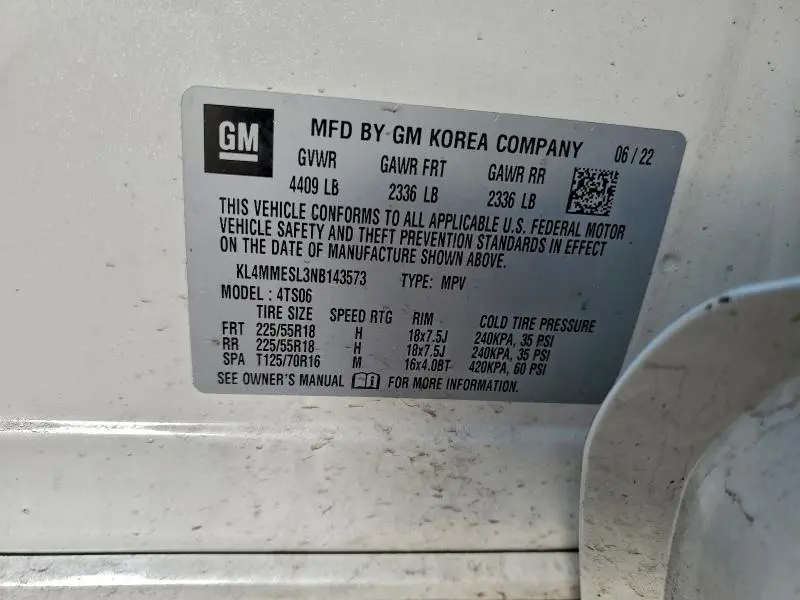 GM MFD BY GM KOREA COMPANY 06 / 22
GVWR GAWR FRT GAWR RR
4409 LB 2336 LB 2336 LB
THIS VEHICLE CONFORMS TO ALL APPLICABLE U.S. FEDERAL MOTOR
VEHICLE SAFETY AND THEFT PREVENTION STANDARDS IN EFFECT
ON THE DATE OF MANUFACTURE SHOWN ABOVE.
KL4MMESL3NB143573 TYPE: MPV
MODEL : 4TS06
TIRE SIZE SPEED RTG RIM COLD TIRE PRESSURE
FRT 225/55R18 H 18x7.5J 240KPA, 35 PSI
RR 225/55R18 H 18x7.5J 240KPA, 35 PSI
SPA T125/70R16 M 16x4.0BT 420KPA, 60 PSI
SEE OWNER'S MANUAL FOR MORE INFORMATION.